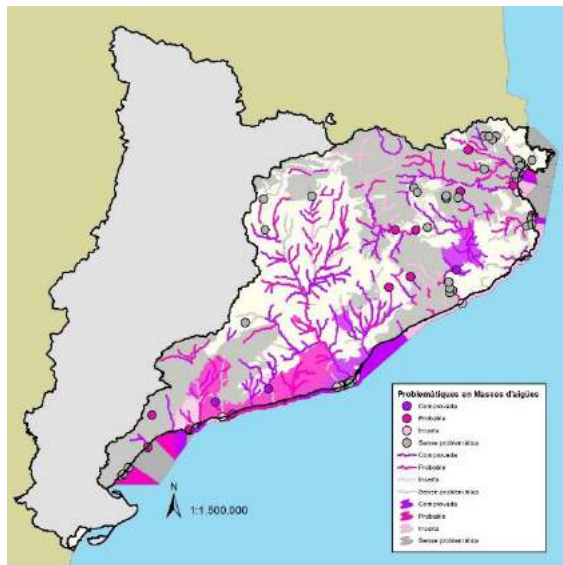 Problemàtiques en Masses d'aigües
Comprovada
Probable
Incerta
Sense problemàtica
Comprovada
Probable
Incerta
Sense problemàtica
Comprovada
Probable
Incerta
Sense problemàtica
N
1:1.500.000